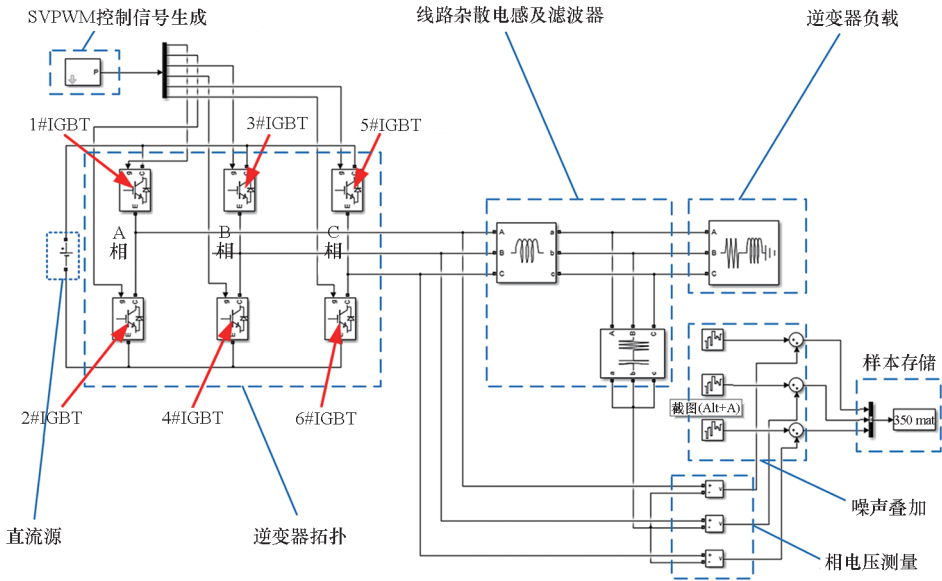 SVPWM控制信号生成
线路杂散电感及滤波器
逆变器负载
P
1#IGBT
3#IGBT
5#IGBT
g C
g C
g C
E
E
E
A
相
B
相
C
相
A a
B b
C c
A
B
C
g C
g C
g C
E
E
E
A B C
a b c
2#IGBT
4#IGBT
6#IGBT
截图(Alt+A)
样本存储
350 mat
直流源
逆变器拓扑
噪声叠加
+ v
-
+ v
-
+ v
-
相电压测量